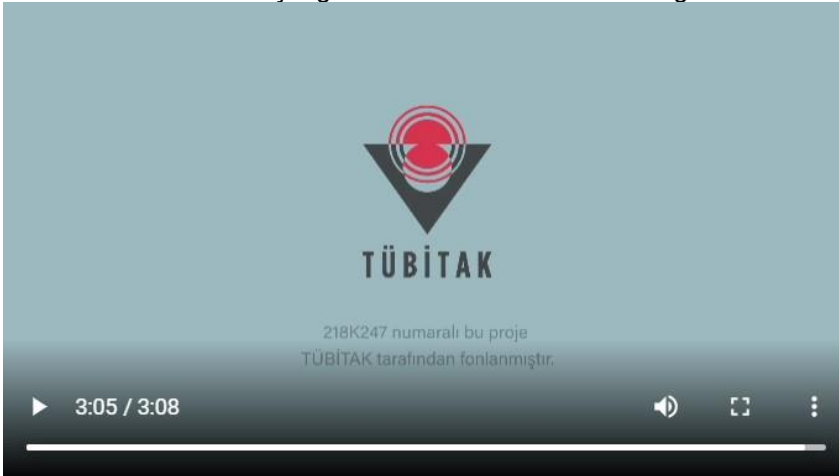 TÜBİTAK
218K247 numaralı bu proje
TÜBİTAK tarafından fonlanmıştır.
3:05 / 3:08